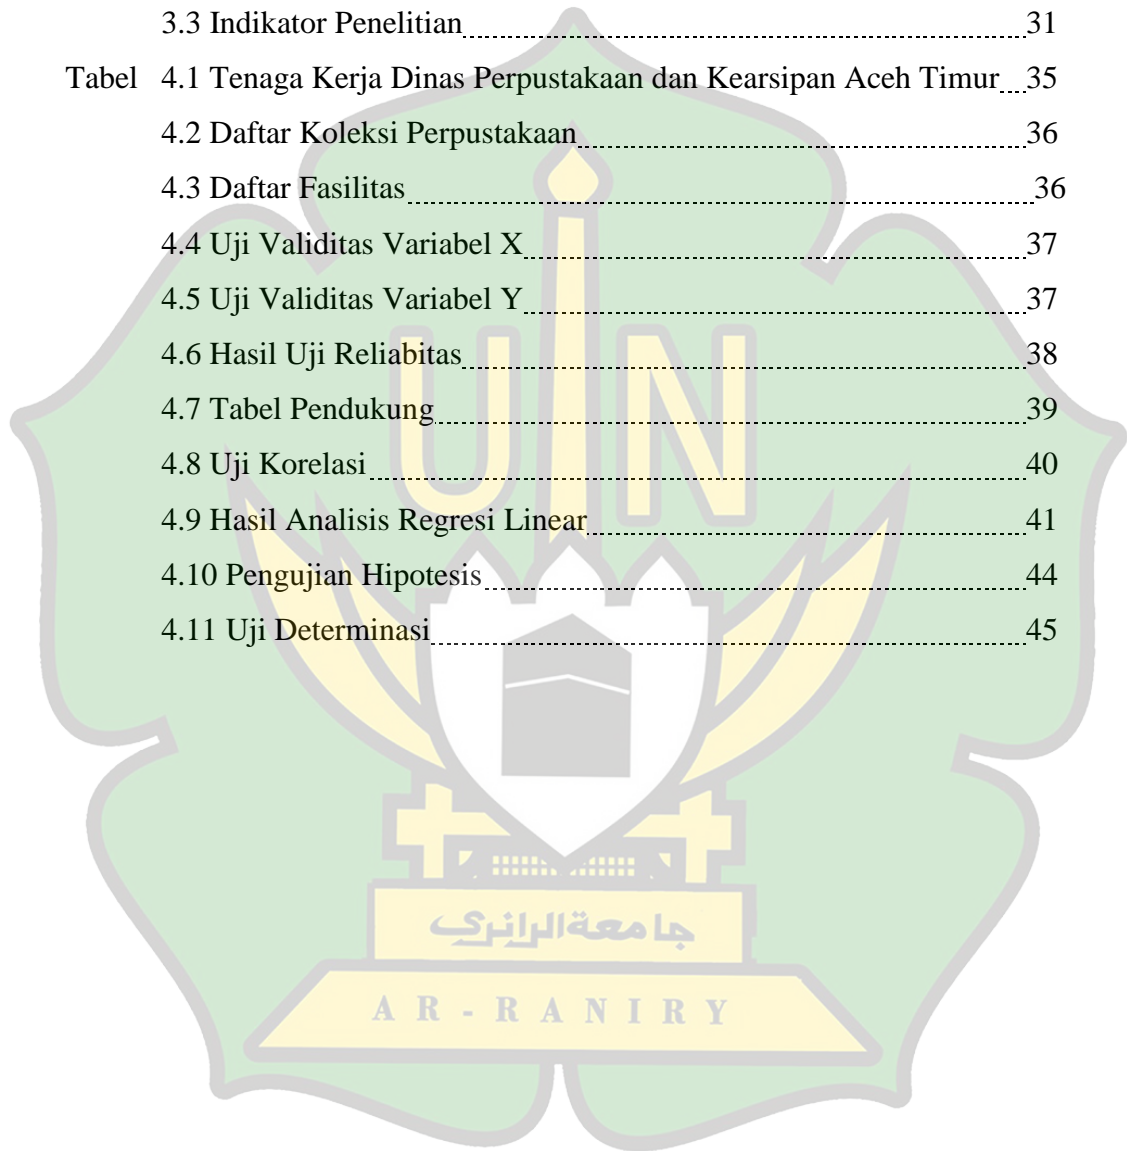 3.3 Indikator Penelitian 31
Tabel 4.1 Tenaga Kerja Dinas Perpustakaan dan Kearsipan Aceh Timur 35
4.2 Daftar Koleksi Perpustakaan 36
4.3 Daftar Fasilitas 36
4.4 Uji Validitas Variabel X 37
4.5 Uji Validitas Variabel Y 37
4.6 Hasil Uji Reliabitas 38
4.7 Tabel Pendukung 39
4.8 Uji Korelasi 40
4.9 Hasil Analisis Regresi Linear 41
4.10 Pengujian Hipotesis 44
4.11 Uji Determinasi 45
UIN
جامعةالرانري
AR-RANIRY